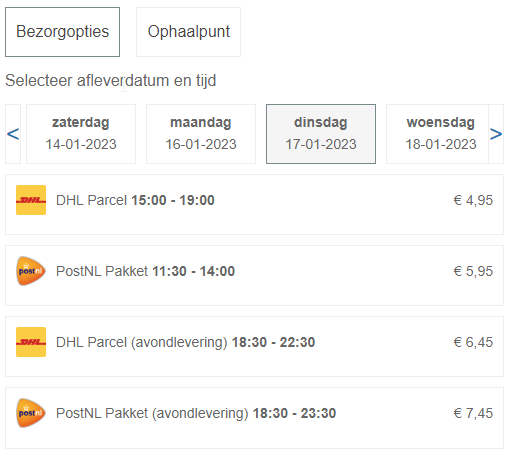 Bezorgopties Ophaalpunt
Selecteer afleverdatum en tijd
< zaterdag maandag dinsdag woensdag >
14-01-2023 16-01-2023 17-01-2023 18-01-2023
DHL DHL Parcel 15:00 - 19:00 € 4,95
postnl PostNL Pakket 11:30 - 14:00 € 5,95
DHL DHL Parcel (avondlevering) 18:30 - 22:30 € 6,45
postnl PostNL Pakket (avondlevering) 18:30 - 23:30 € 7,45